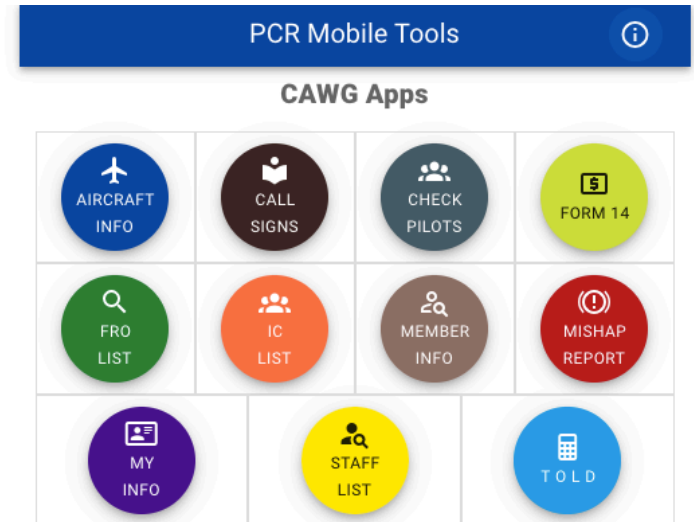 PCR Mobile Tools
CAWG Apps
AIRCRAFT
INFO
CALL
SIGNS
CHECK
PILOTS
FORM 14
FRO
LIST
IC
LIST
MEMBER
INFO
MISHAP
REPORT
MY
INFO
STAFF
LIST
TOLD